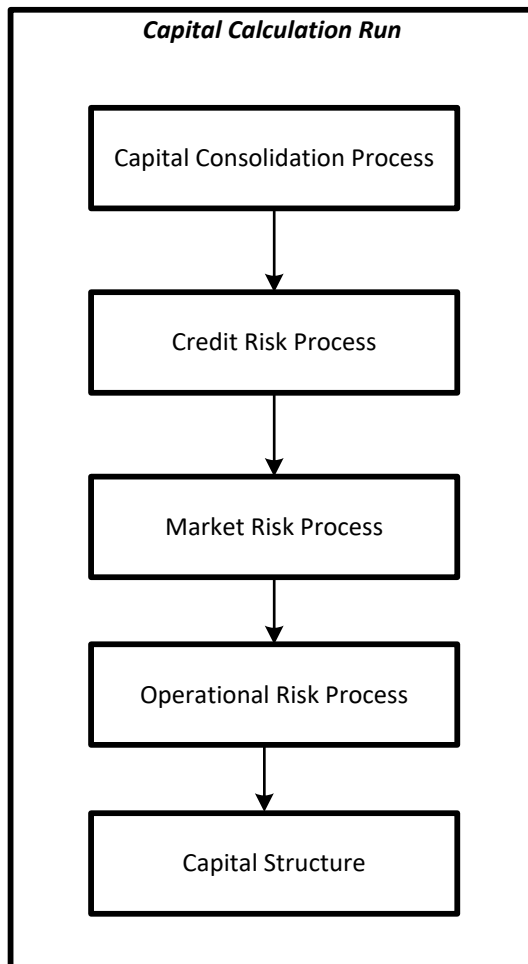 Capital Calculation Run
Capital Consolidation Process
Credit Risk Process
Market Risk Process
Operational Risk Process
Capital Structure